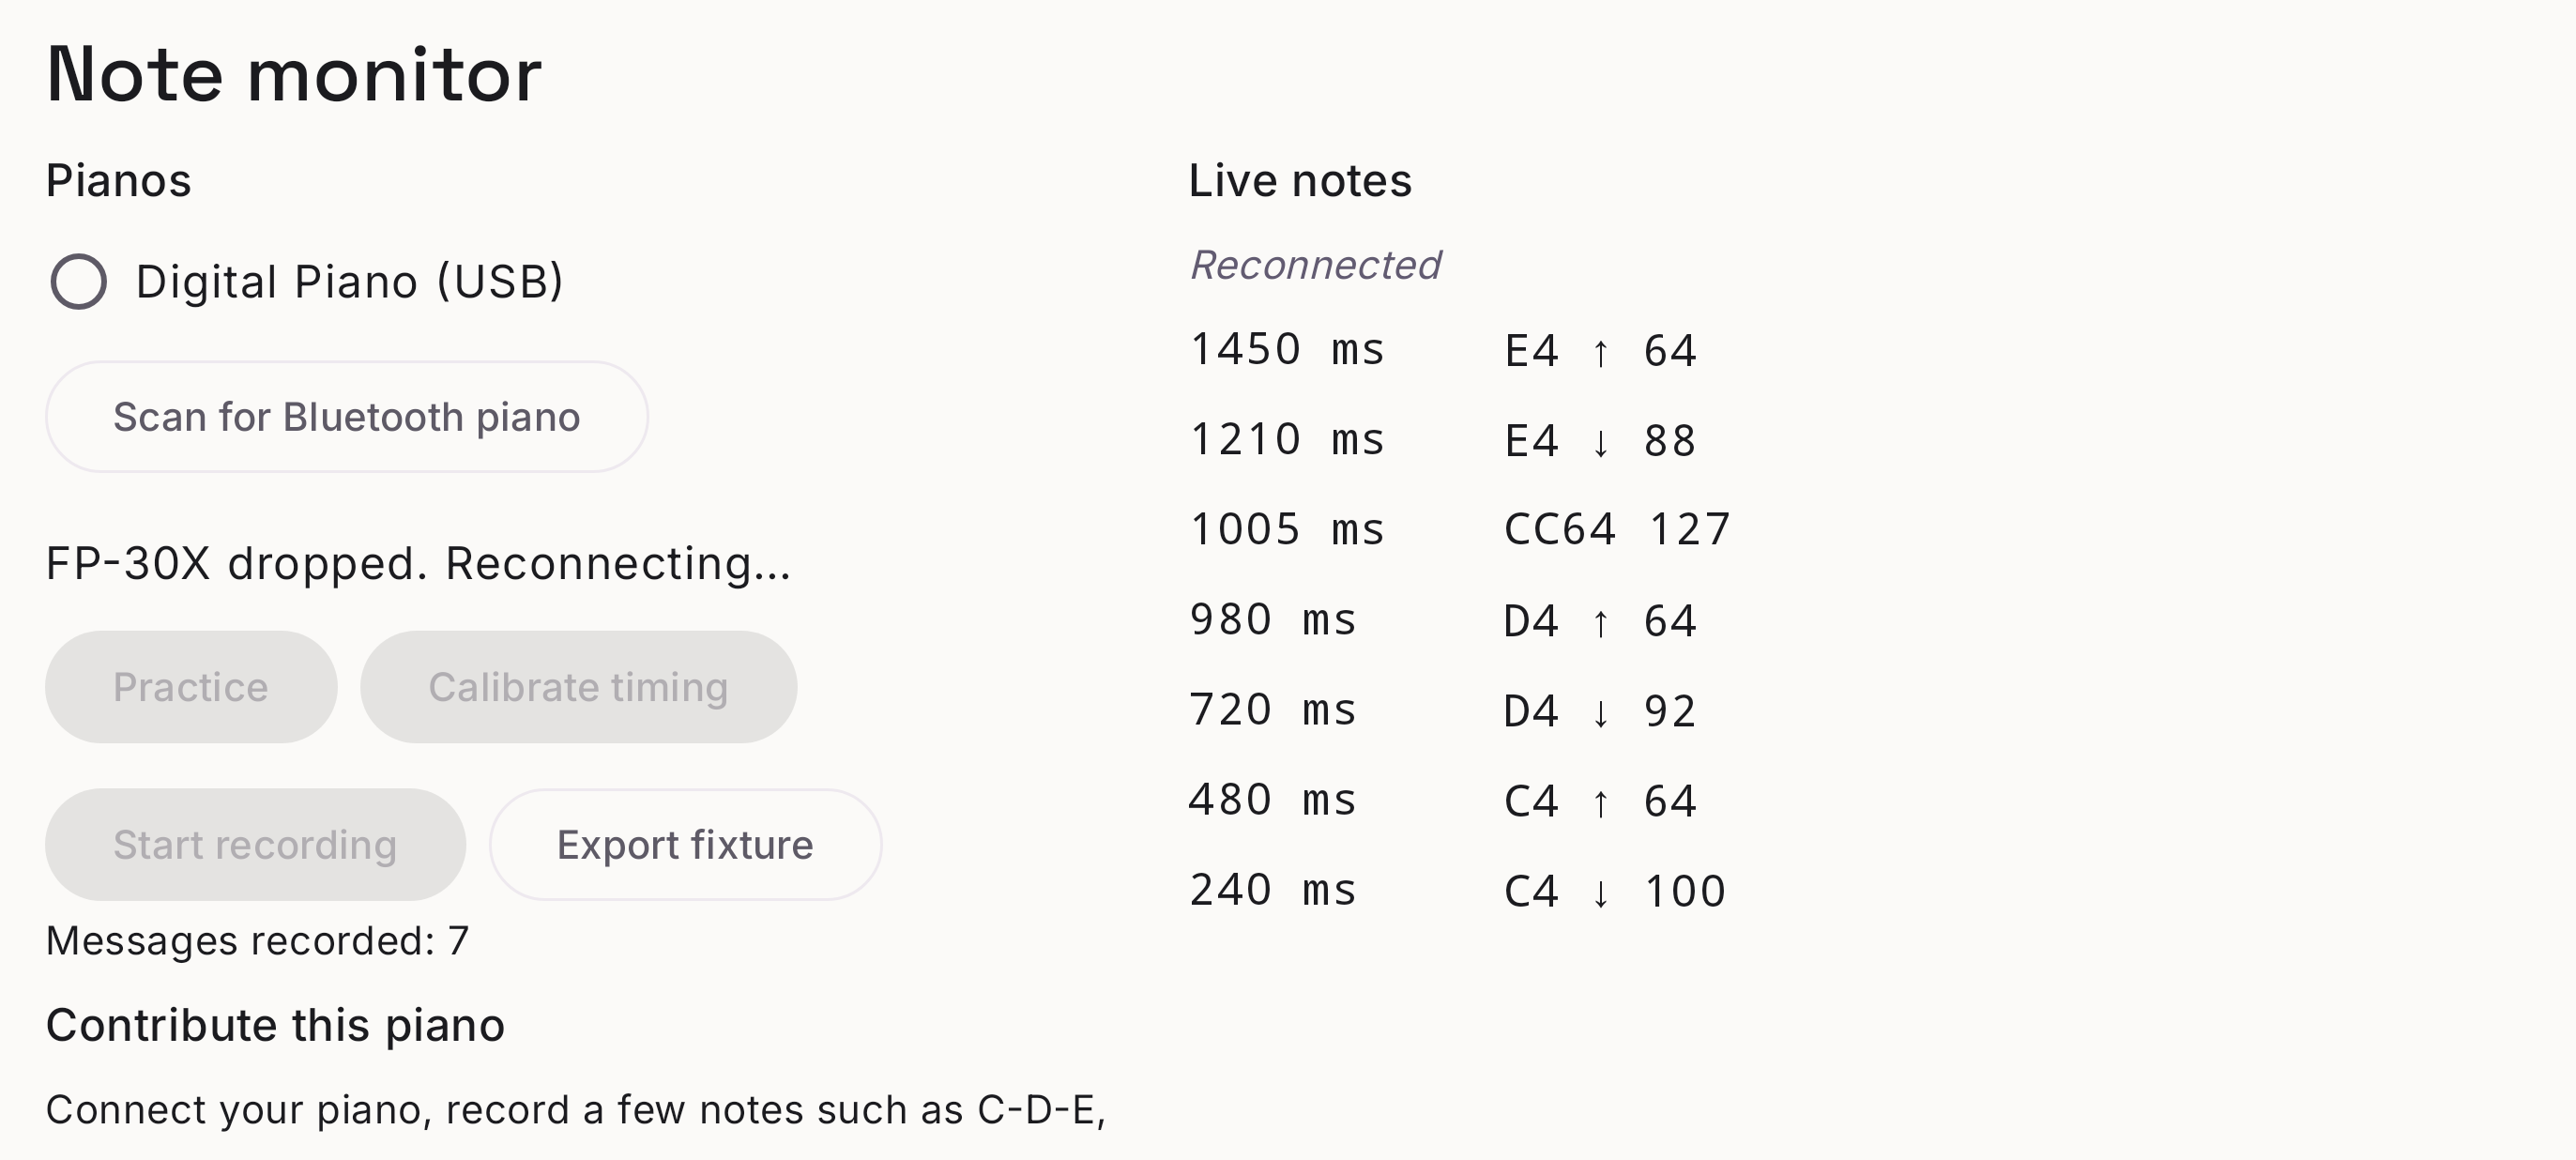 Note monitor
Pianos
Digital Piano (USB)
Scan for Bluetooth piano
FP-30X dropped. Reconnecting...
Practice
Calibrate timing
Start recording
Export fixture
Messages recorded: 7
Contribute this piano
Connect your piano, record a few notes such as C-D-E,
Live notes
Reconnected
1450 ms E4 ↑ 64
1210 ms E4 ↓ 88
1005 ms CC64 127
980 ms D4 ↑ 64
720 ms D4 ↓ 92
480 ms C4 ↑ 64
240 ms C4 ↓ 100